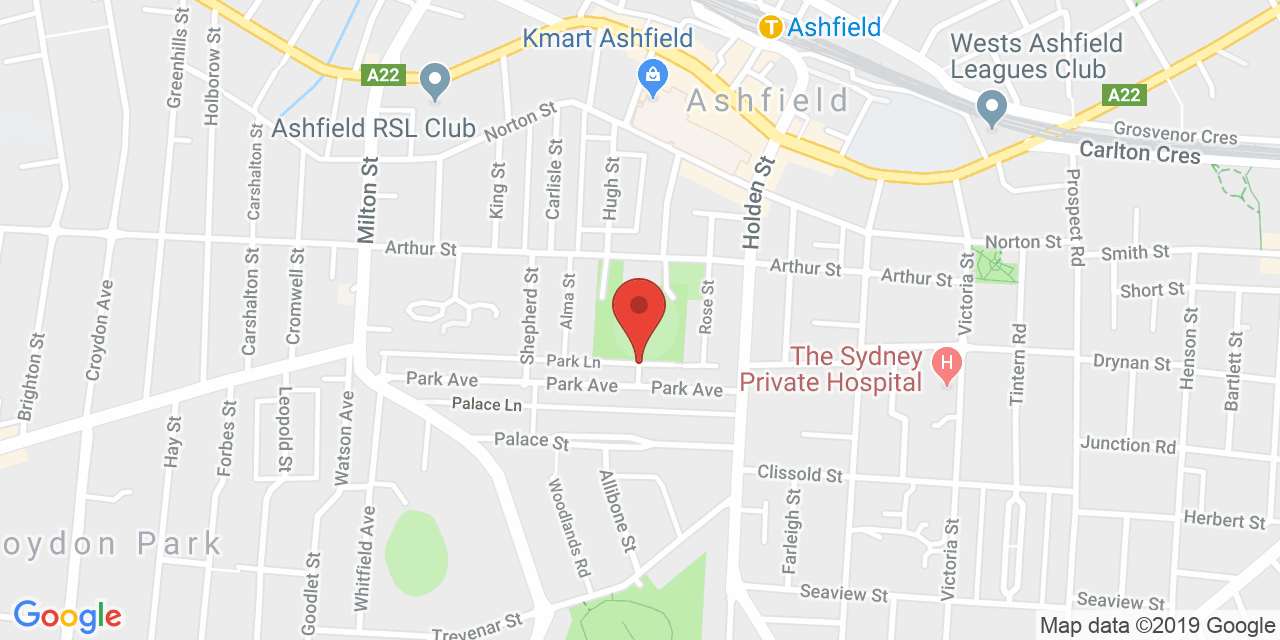 Greenhills St
Holborow St
A22
Kmart Ashfield
T
Ashfield
Wests Ashfield
Leagues Club
A22
Ashfield
Ashfield RSL Club
Norton St
Grosvenor Cres
Carlton Cres
Carshalton St
Milton St
King St
Carlisle St
Hugh St
Holden St
Prospect Rd
Arthur St
Norton St
Smith St
Arthur St
Arthur St
Victoria St
Short St
Brighton St
Croydon Ave
Carshalton St
Cromwell St
Shepherd St
Alma St
Rose St
Tintern Rd
Henson St
Bartlett St
Park Ln
The Sydney
Private Hospital
H
Drynan St
Park Ave
Park Ave
Park Ave
Palace Ln
Palace St
Junction Rd
Hay St
Forbes St
Leopold St
Watson Ave
Clissold St
Woodlands Rd
Allibone St
Farleigh St
Victoria St
Herbert St
oydon Park
Goodlet St
Whitfield Ave
Seaview St
Seaview St
Trevenar St
Google
Map data ©2019 Google